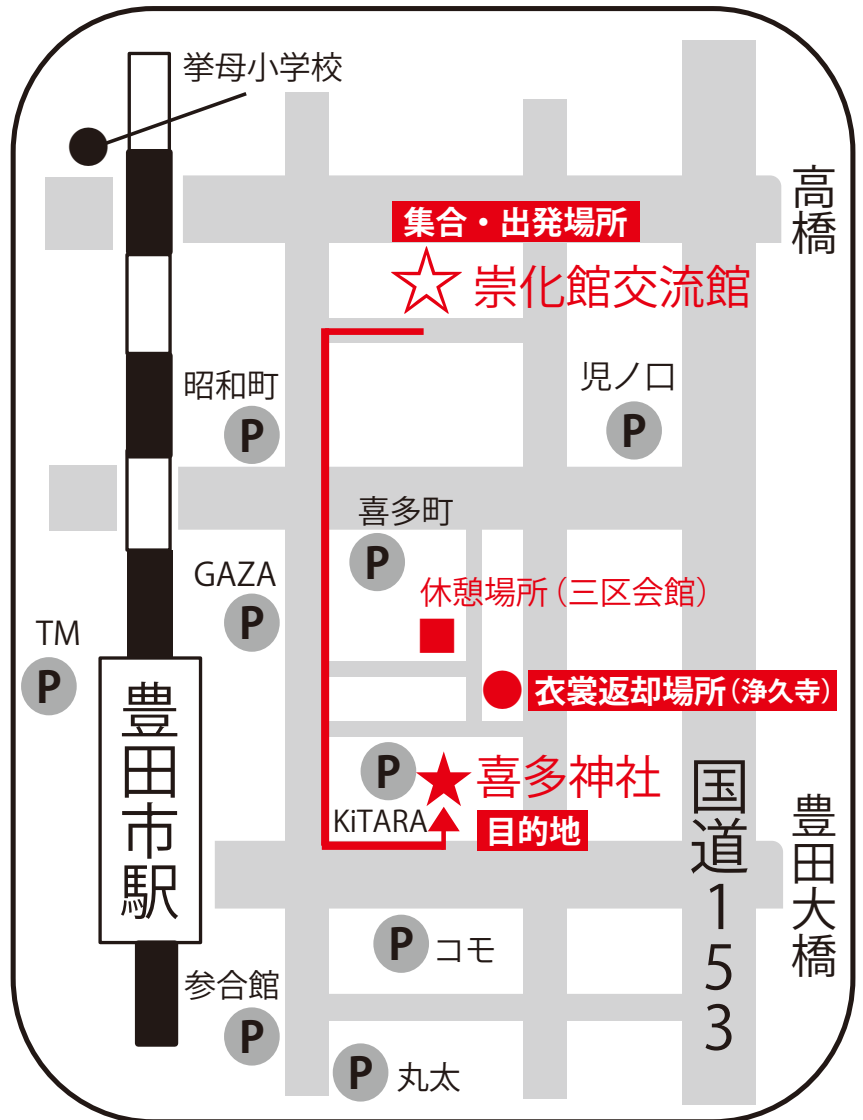 挙母小学校
高橋
集合・出発場所
崇化館交流館
昭和町
P
児ノ口
P
喜多町
P
GAZA
P
休憩場所(三区会館)
TM
P
衣裳返却場所(浄久寺)
豊田市駅
P
喜多神社
KiTARA
目的地
国道153
豊田大橋
P
コモ
参合館
P
P
丸太